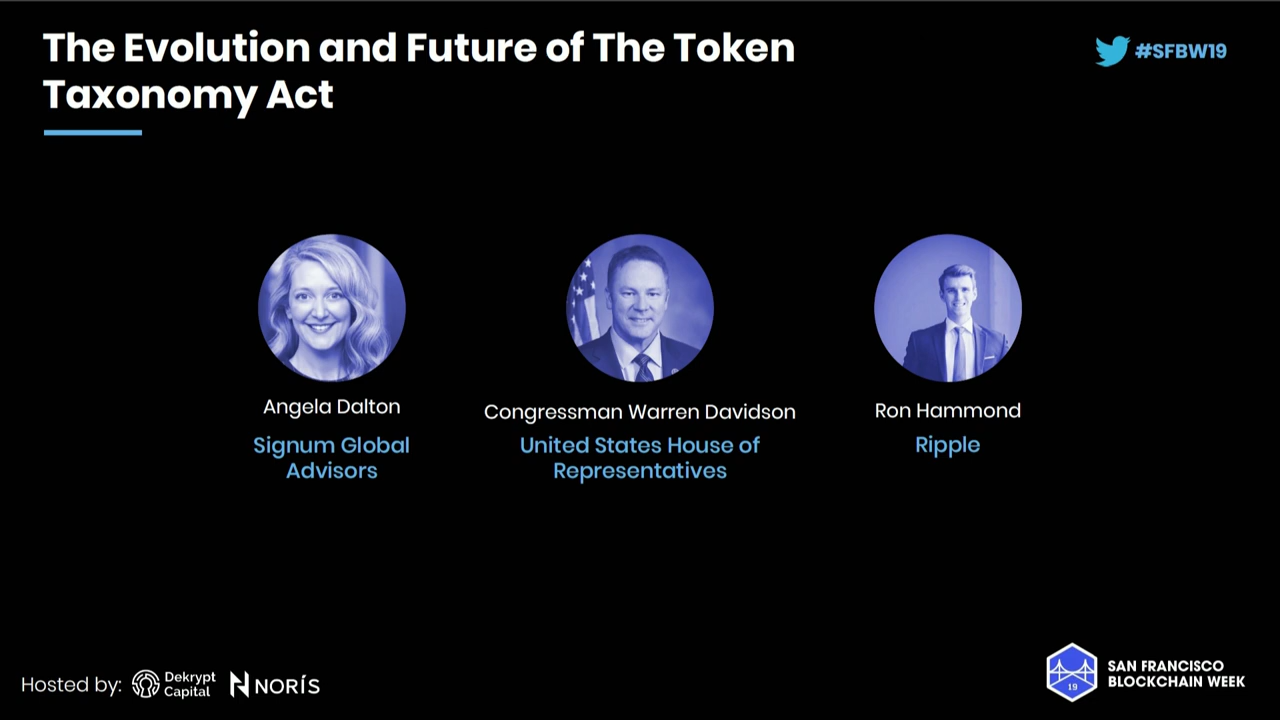 The Evolution and Future of The Token
Taxonomy Act
#SFBW19
Angela Dalton
Signum Global
Advisors
Congressman Warren Davidson
United States House of
Representatives
Ron Hammond
Ripple
Hosted by:
Dekrypt
Capital
NORÍS
19
SAN FRANCISCO
BLOCKCHAIN WEEK